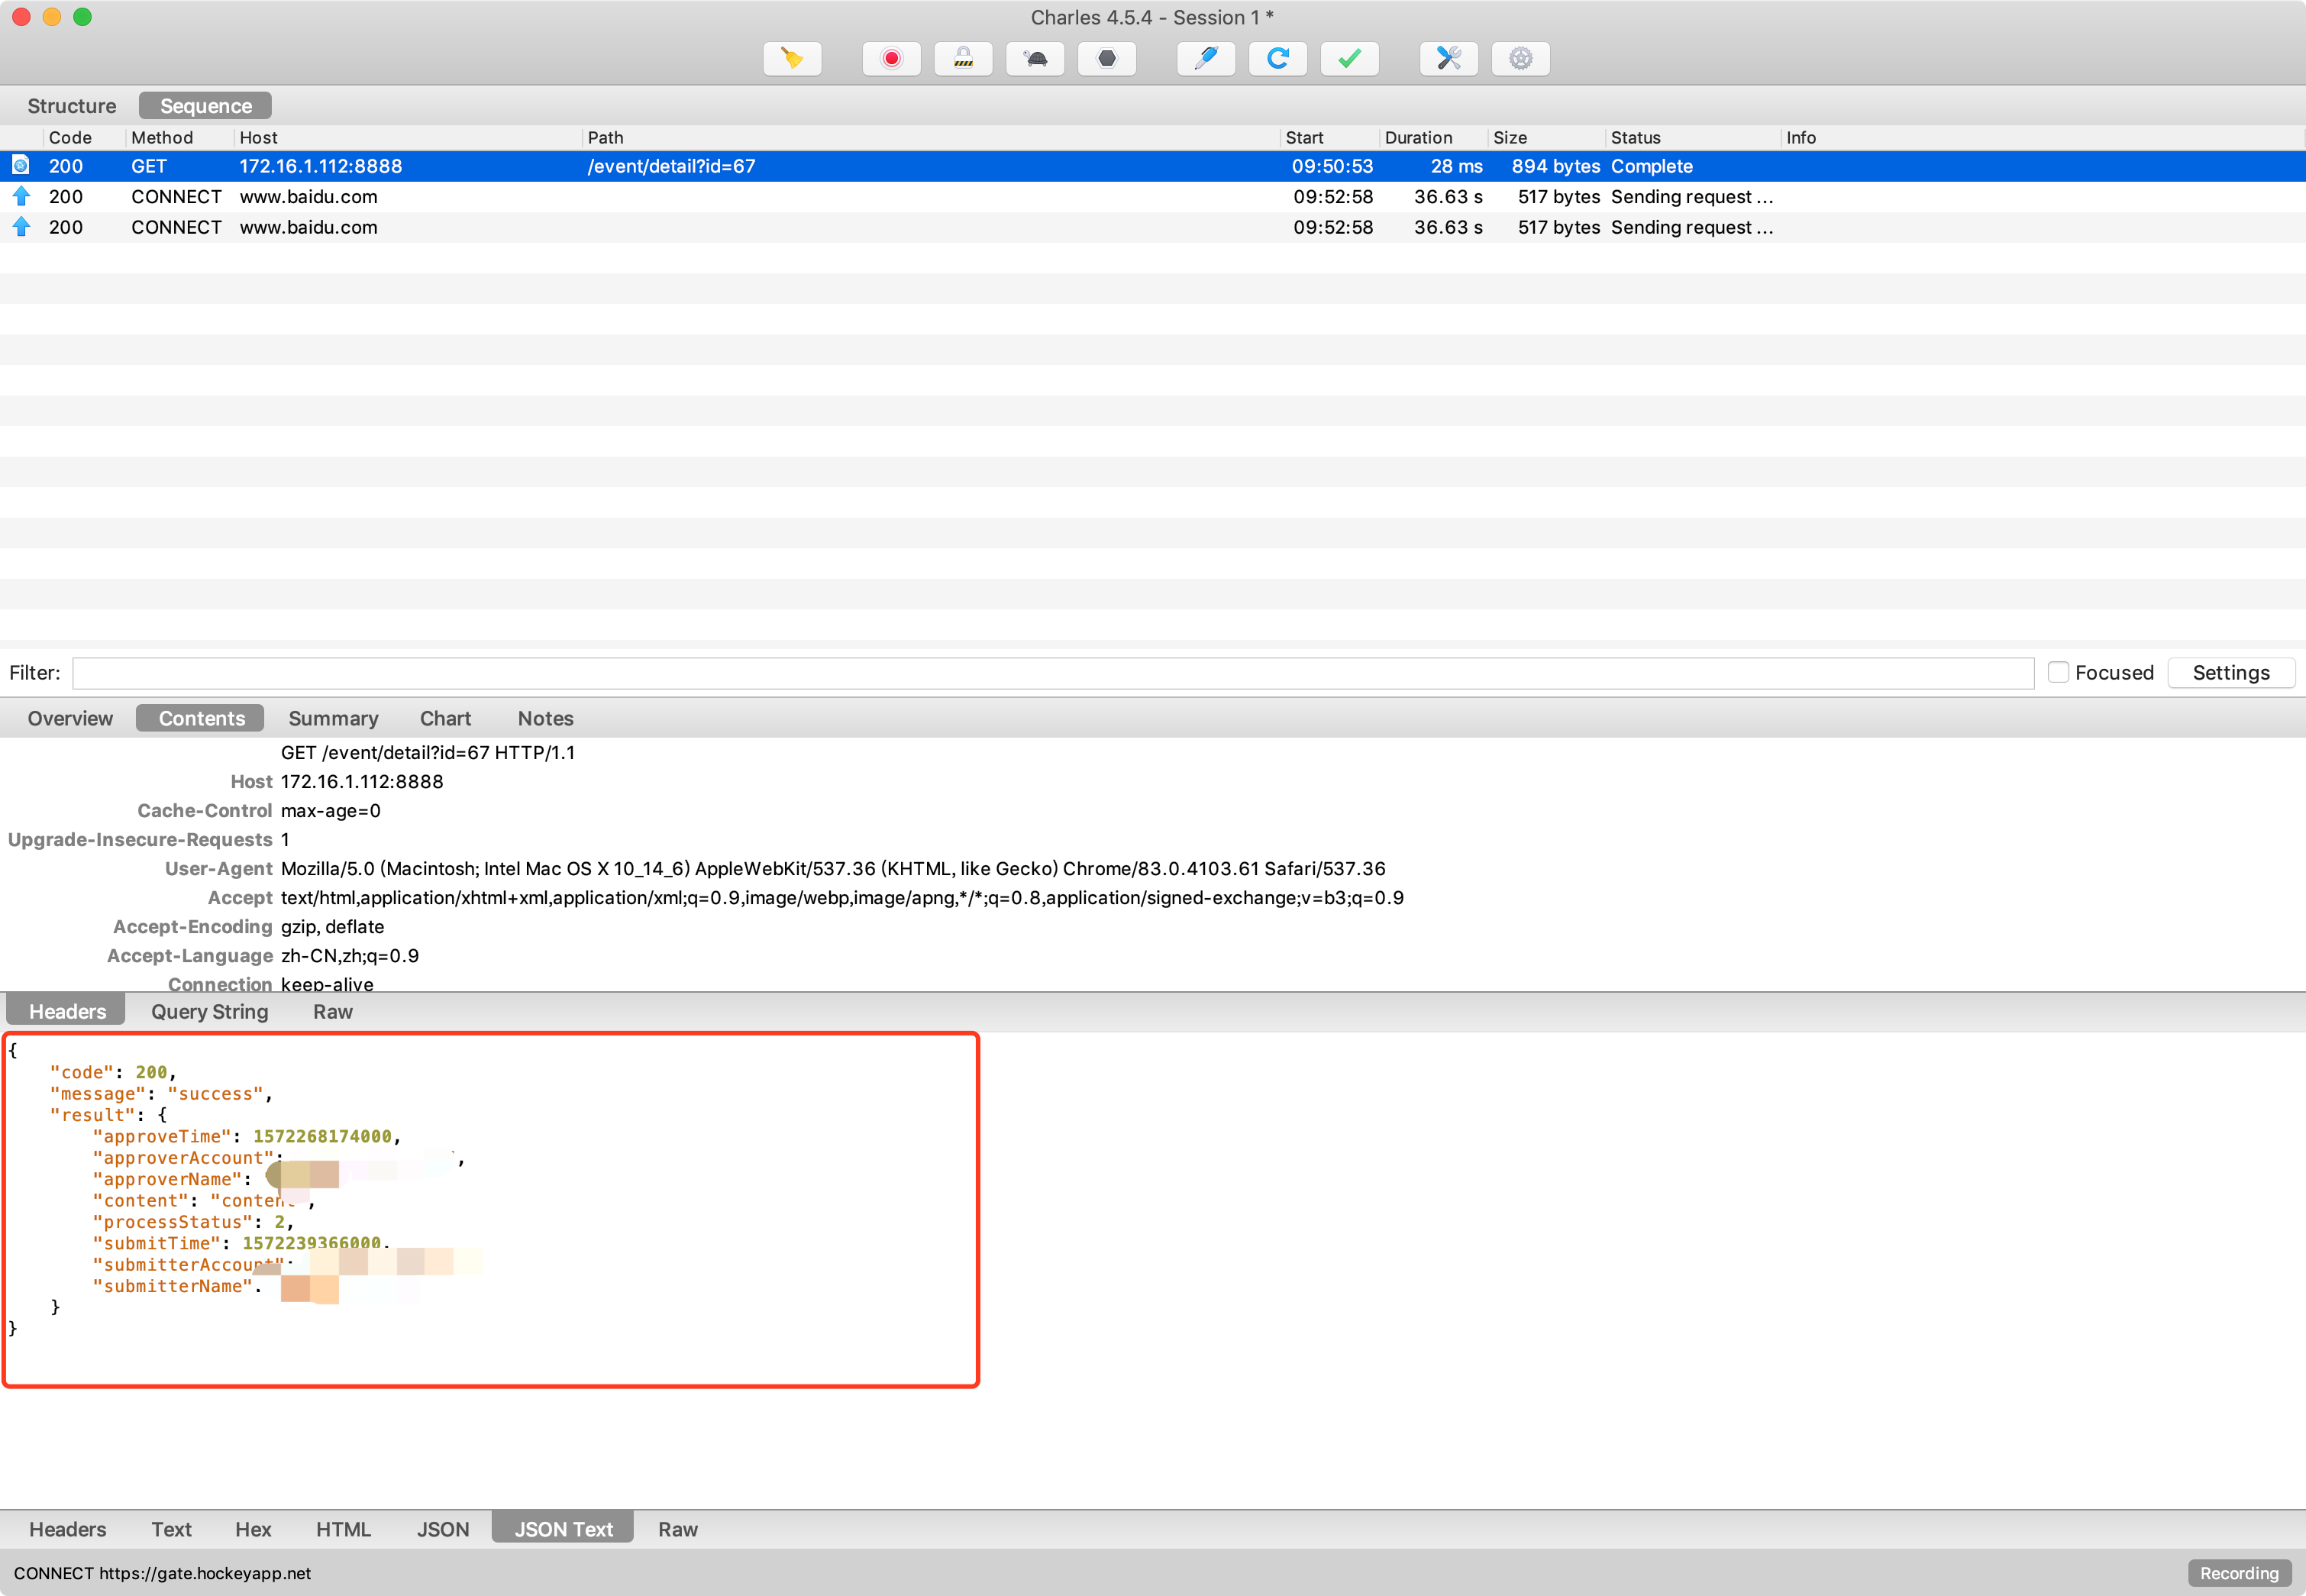 Charles 4.5.4 - Session 1 *
Structure Sequence
Code Method Host Path Start Duration Size Status Info
200 GET 172.16.1.112:8888 /event/detail?id=67 09:50:53 28 ms 894 bytes Complete
200 CONNECT www.baidu.com 09:52:58 36.63 s 517 bytes Sending request ...
200 CONNECT www.baidu.com 09:52:58 36.63 s 517 bytes Sending request ...
Filter: Focused Settings
Overview Contents Summary Chart Notes
GET /event/detail?id=67 HTTP/1.1
Host 172.16.1.112:8888
Cache-Control max-age=0
Upgrade-Insecure-Requests 1
User-Agent Mozilla/5.0 (Macintosh; Intel Mac OS X 10_14_6) AppleWebKit/537.36 (KHTML, like Gecko) Chrome/83.0.4103.61 Safari/537.36
Accept text/html,application/xhtml+xml,application/xml;q=0.9,image/webp,image/apng,*/*;q=0.8,application/signed-exchange;v=b3;q=0.9
Accept-Encoding gzip, deflate
Accept-Language zh-CN,zh;q=0.9
Connection keep-alive
Headers Query String Raw
{
"code": 200,
"message": "success",
"result": {
"approveTime": 1572268174000,
"approverAccount": ,
"approverName":
"content": "content ,
"processStatus": 2,
"submitTime": 1572239366000,
"submitterAccount":
"submitterName"
}
}
Headers Text Hex HTML JSON JSON Text Raw
CONNECT https://gate.hockeyapp.net Recording